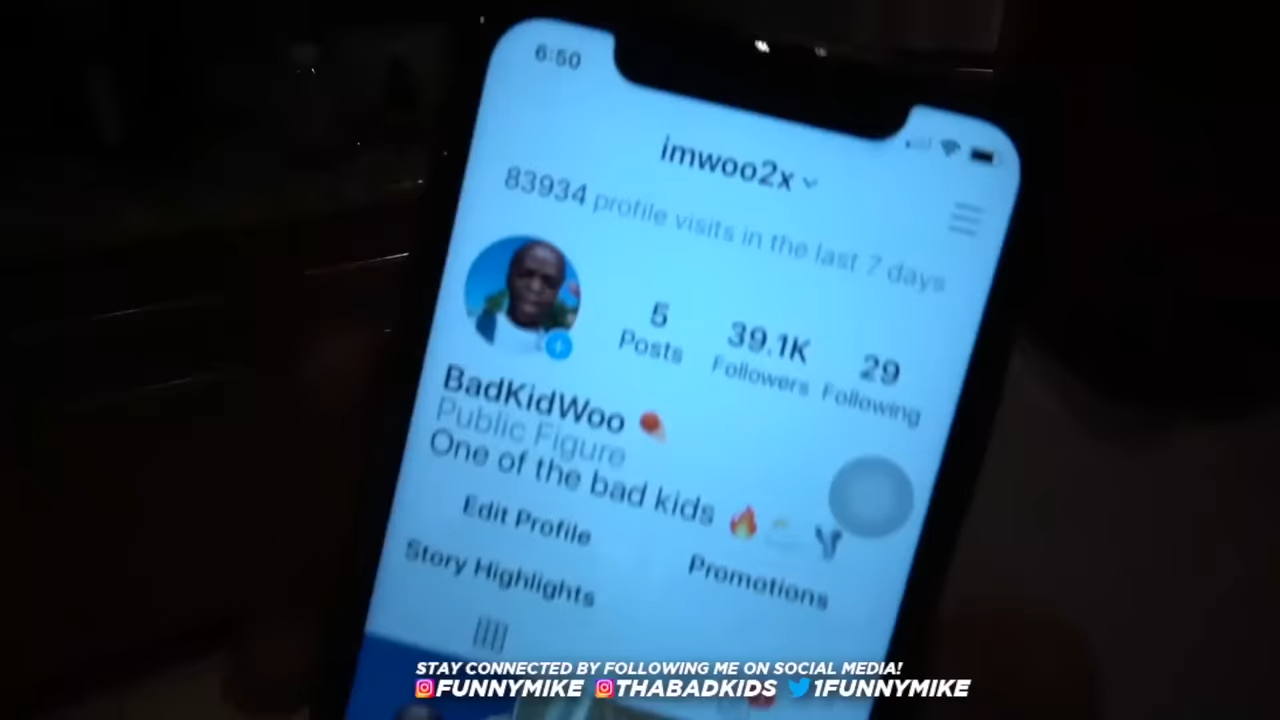 6:50
imwoo2x
83934 profile visits in the last 7 days
5 39.1K 29
Posts Followers Following
BadKidWoo
Public Figure
One of the bad kids
Edit Profile Promotions
Story Highlights
STAY CONNECTED BY FOLLOWING ME ON SOCIAL MEDIA!
FUNNYMIKE THABADKIDS 1FUNNYMIKE